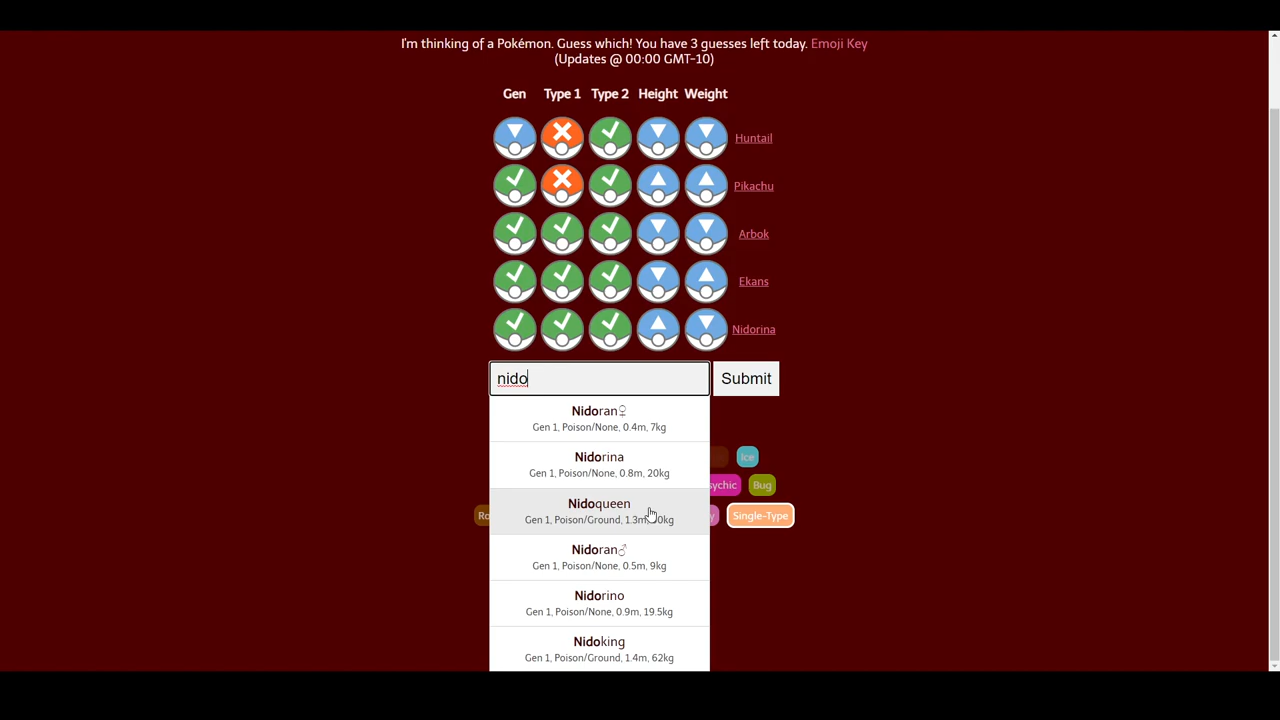 I'm thinking of a Pokémon. Guess which! You have 3 guesses left today. Emoji Key
(Updates @ 00:00 GMT-10)
Gen Type 1 Type 2 Height Weight
Huntail
Pikachu
Arbok
Ekans
Nidorina
nido Submit
Nidoran♀
Gen 1, Poison/None, 0.4m, 7kg
Ice
Nidorina
Gen 1, Poison/None, 0.8m, 20kg
sychic Bug
Nidoqueen
Gen 1, Poison/Ground, 1.3m, 0kg
Ro y Single-Type
Nidoran♂
Gen 1, Poison/None, 0.5m, 9kg
Nidorino
Gen 1, Poison/None, 0.9m, 19.5kg
Nidoking
Gen 1, Poison/Ground, 1.4m, 62kg